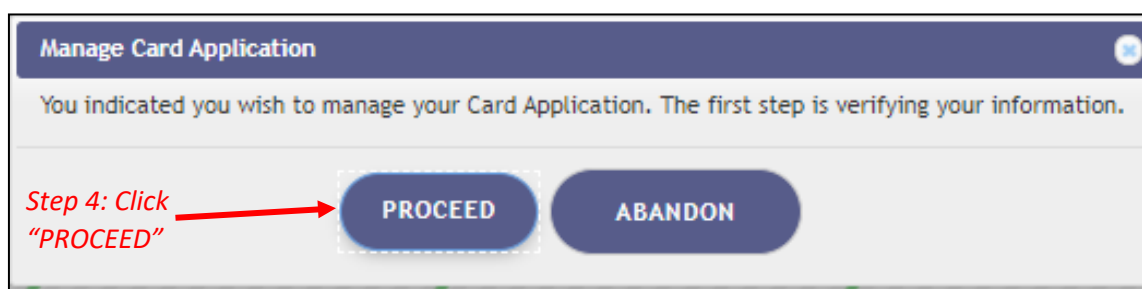 Manage Card Application
You indicated you wish to manage your Card Application. The first step is verifying your information.
Step 4: Click
“PROCEED”
PROCEED
ABANDON